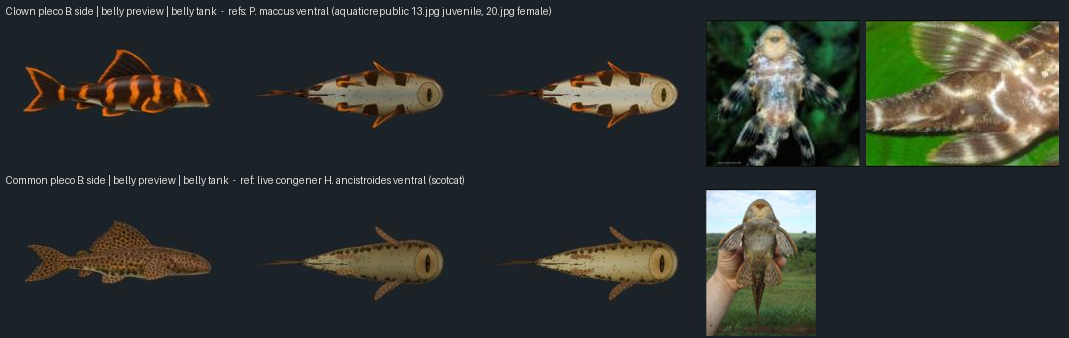 Clown pleco B: side | belly preview | belly tank - refs: P. maccus ventral (aquaticrepublic 13.jpg juvenile, 20.jpg female)
Common pleco B: side | belly preview | belly tank - ref: live congener H. ancistroides ventral (scotcat)